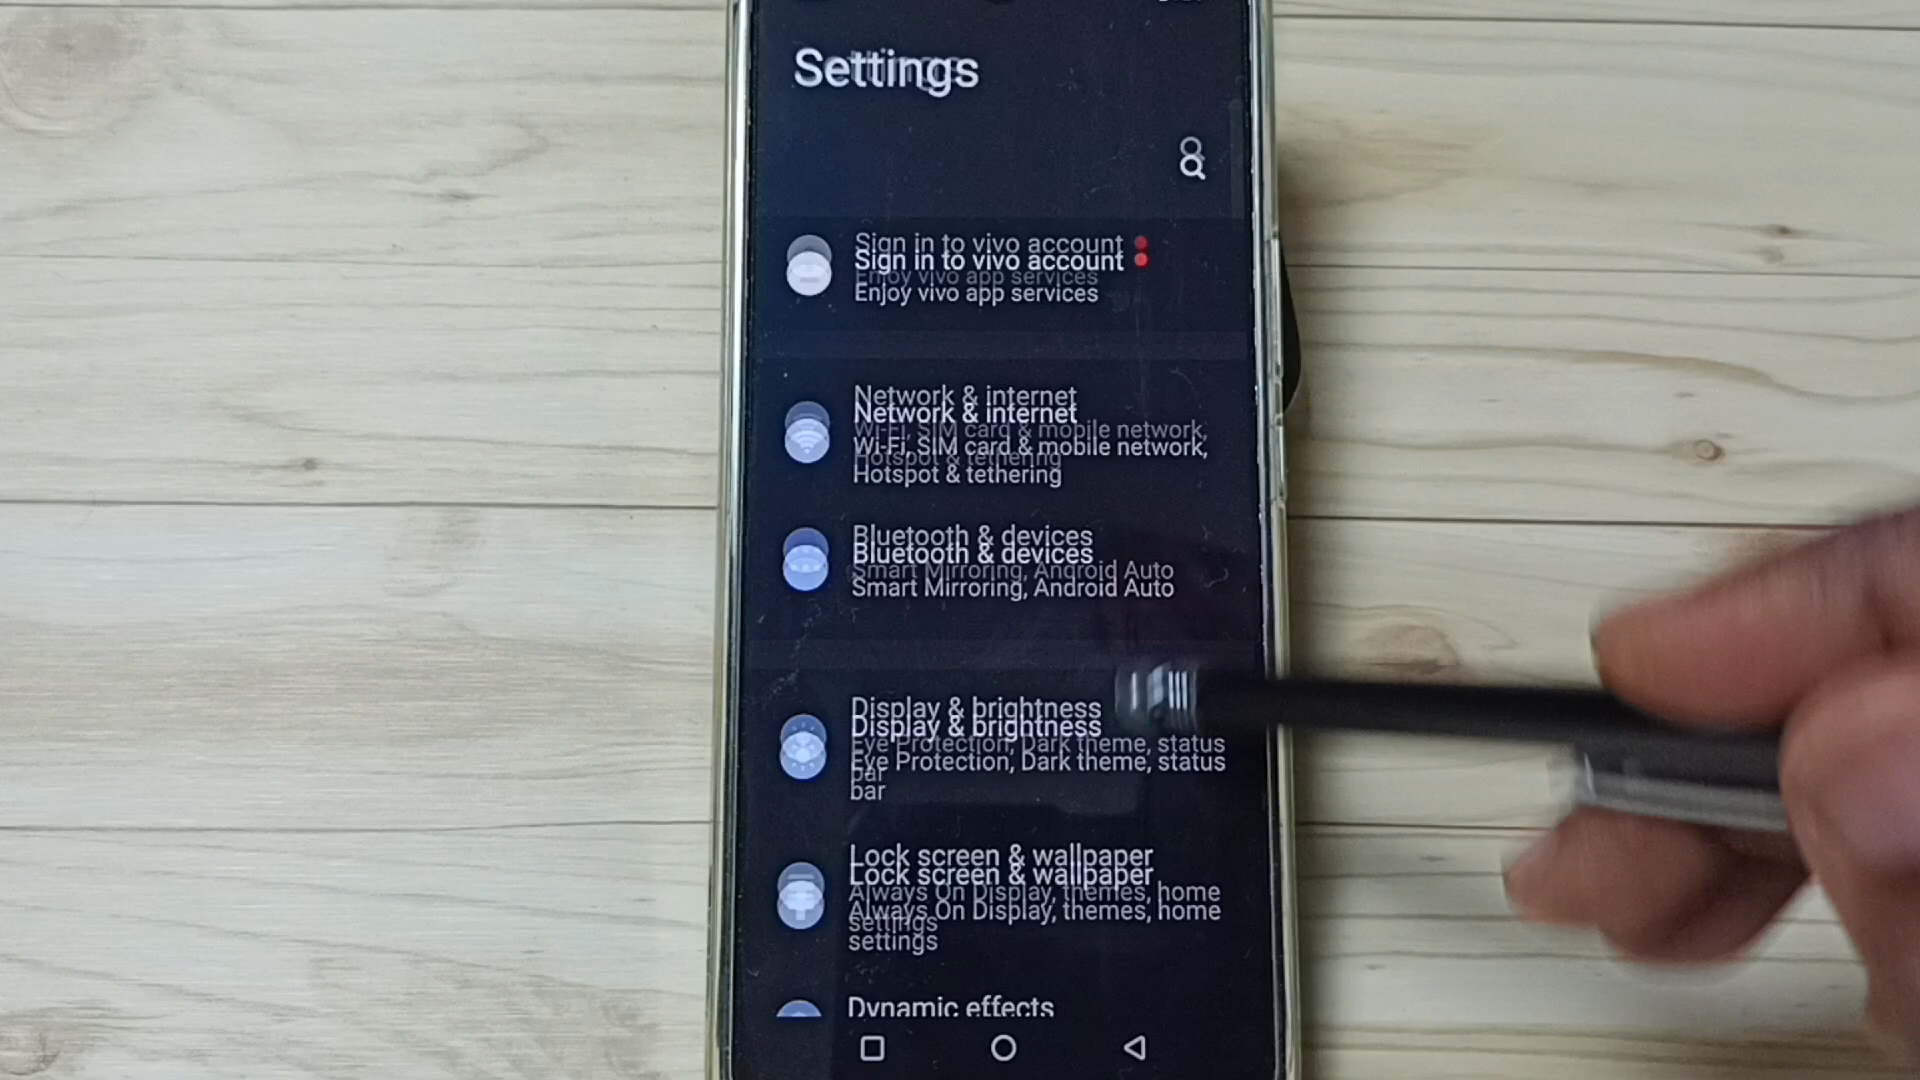 Settings
Sign in to vivo account
Enjoy vivo app services
Network & internet
Wi-Fi, SIM card & mobile network,
Hotspot & tethering
Bluetooth & devices
Smart Mirroring, Android Auto
Display & brightness
Eye Protection, Dark theme, status
bar
Lock screen & wallpaper
Always On Display, themes, home
settings
Dynamic effects